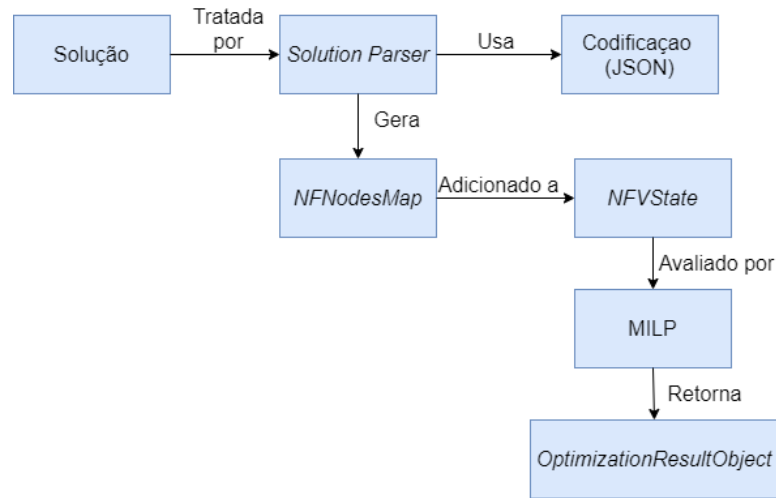 Solução
Tratada
por
Solution Parser
Usa
Codificaçao
(JSON)
Gera
NFNodesMap
Adicionado a
NFVState
Avaliado por
MILP
Retorna
OptimizationResultObject